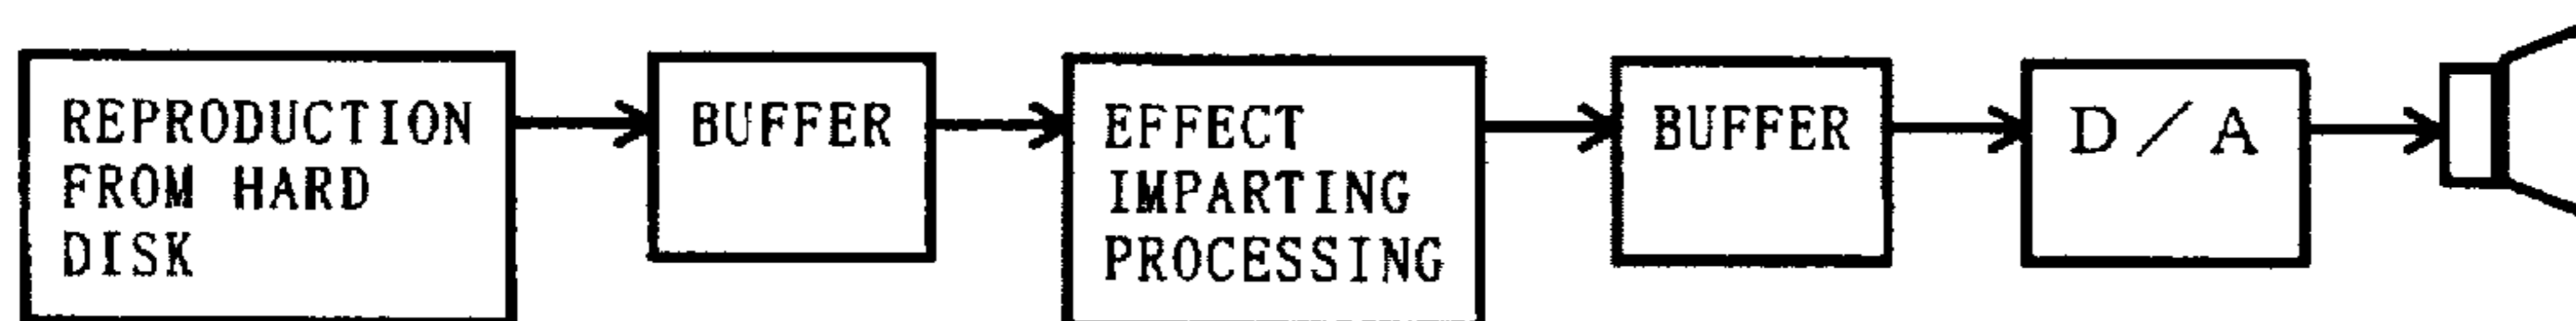 REPRODUCTION
FROM HARD
DISK
BUFFER
EFFECT
IMPARTING
PROCESSING
BUFFER
D/A